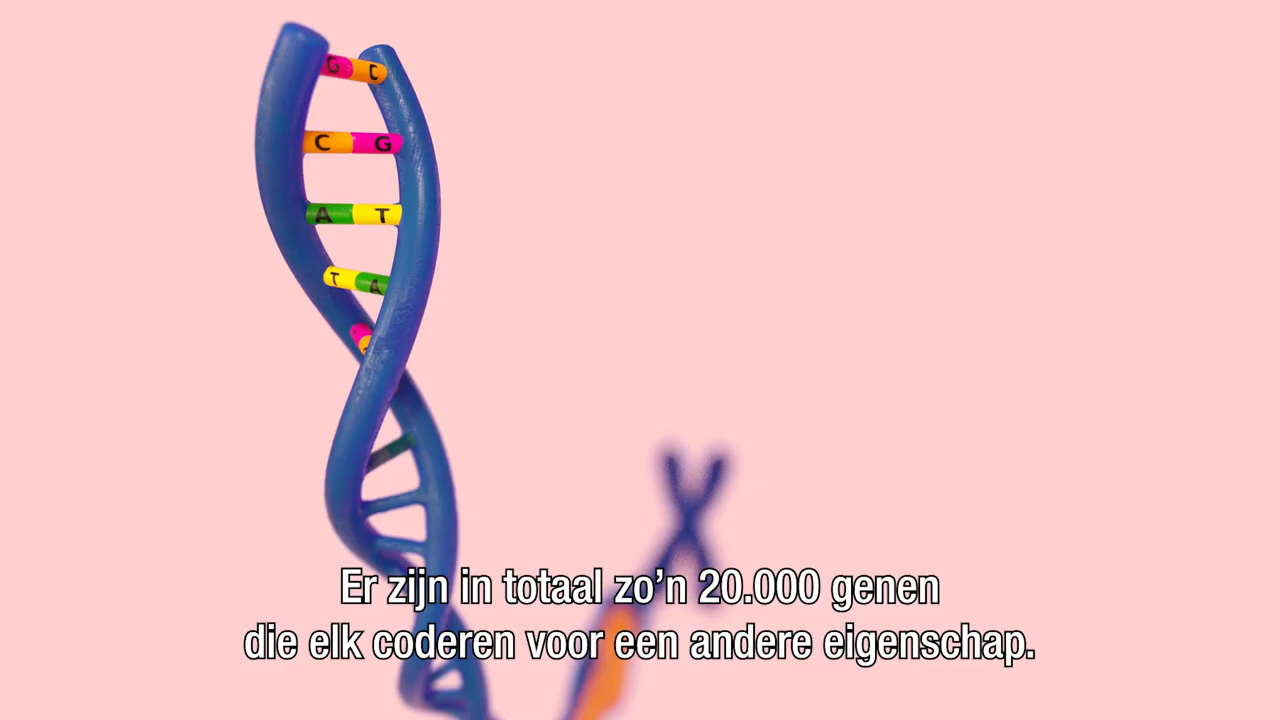 G C
C G
A T
T A
Er zijn in totaal zo’n 20.000 genen
die elk coderen voor een andere eigenschap.